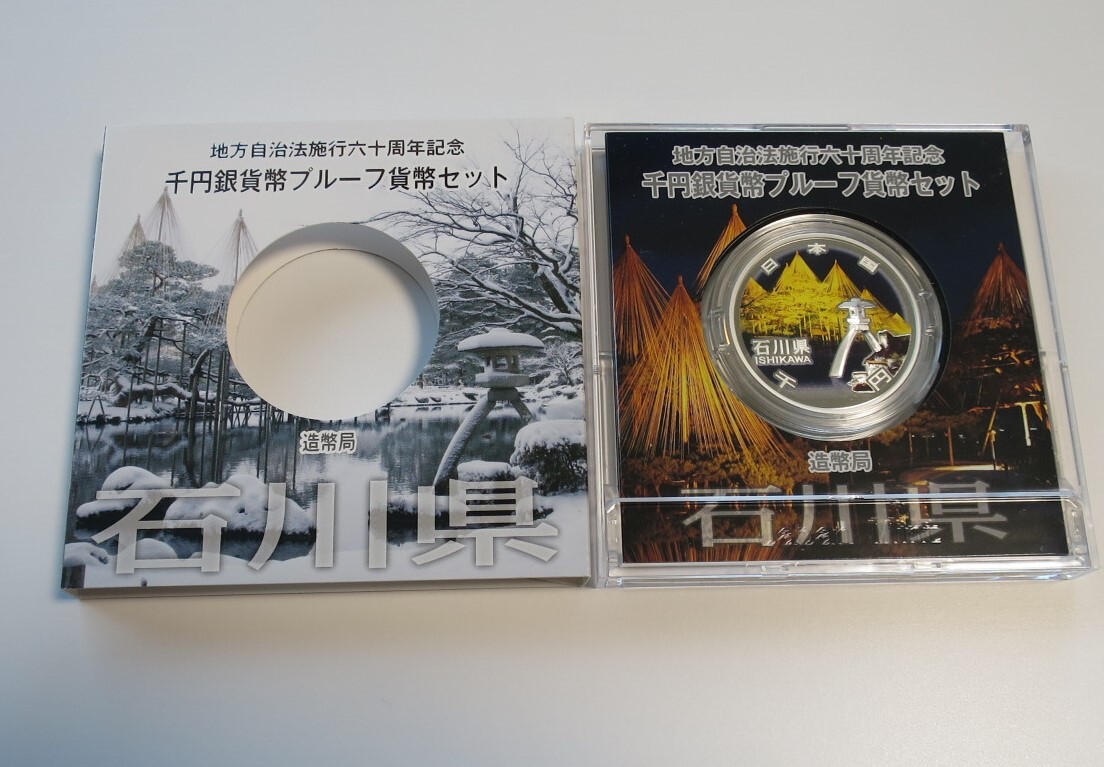 地方自治法施行六十周年記念
千円銀貨幣プルーフ貨幣セット
造幣局
石川県
地方自治法施行六十周年記念
千円銀貨幣プルーフ貨幣セット
日本国
石川県
ISHIKAWA
千円
造幣局
石川県